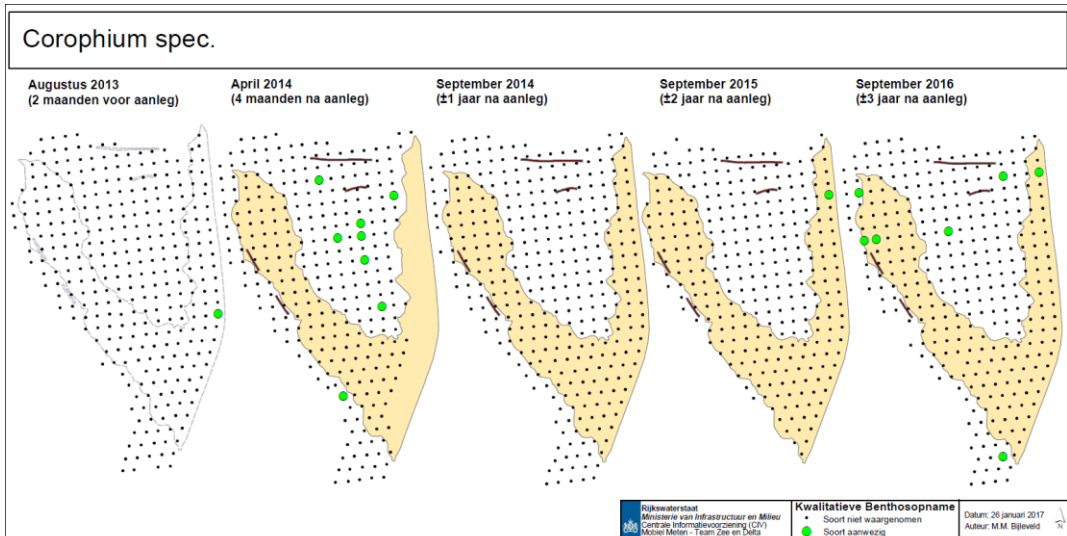 Corophium spec.
Augustus 2013
(2 maanden voor aanleg)
April 2014
(4 maanden na aanleg)
September 2014
(±1 jaar na aanleg)
September 2015
(±2 jaar na aanleg)
September 2016
(±3 jaar na aanleg)
Rijkswaterstaat
Ministerie van Infrastructuur en Milieu
Centrale Informatievoorziening (CIV)
Mobiel Meten - Team Zee en Delta
Kwalitatieve Benthosopname
Soort niet waargenomen
Soort aanwezig
Datum: 26 januari 2017
Auteur: M.M. Bijleveld
N